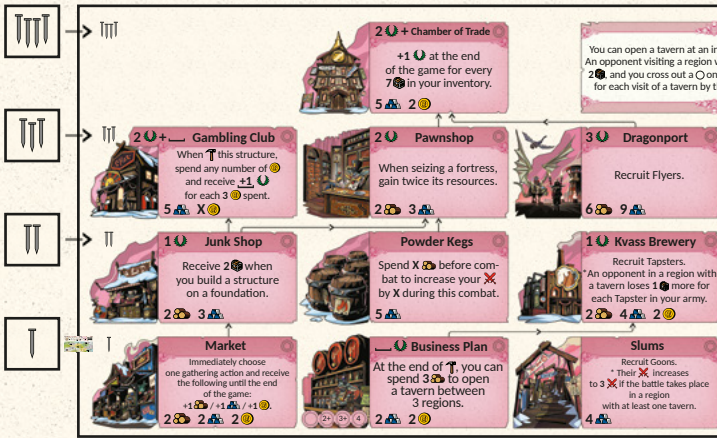 2 + Chamber of Trade
+1 at the end
of the game for every
7 in your inventory.
5 2
You can open a tavern at an in
An opponent visiting a region w
2, and you cross out a on
for each visit of a tavern by t
2 + Gambling Club
When this structure,
spend any number of
and receive +1
for each 3 spent.
5 X
2 Pawnshop
When seizing a fortress,
gain twice its resources.
2 3
3 Dragonport
Recruit Flyers.
6 9
1 Junk Shop
Receive 2 when
you build a structure
on a foundation.
2 3
Powder Kegs
Spend X before com-
bat to increase your
by X during this combat.
5
1 Kvass Brewery
Recruit Tapsters.
*An opponent in a region with
a tavern loses 1 more for
each Tapster in your army.
2 4 2
Market
Immediately choose
one gathering action and receive
the following until the end
of the game:
+1 / +1 / +1.
2 2 2
Business Plan
At the end of , you can
spend 3 to open
a tavern between
3 regions.
2+ 3+ 4
2 2
Slums
Recruit Goons.
* Their increases
to 3 if the battle takes place
in a region
with at least one tavern.
4